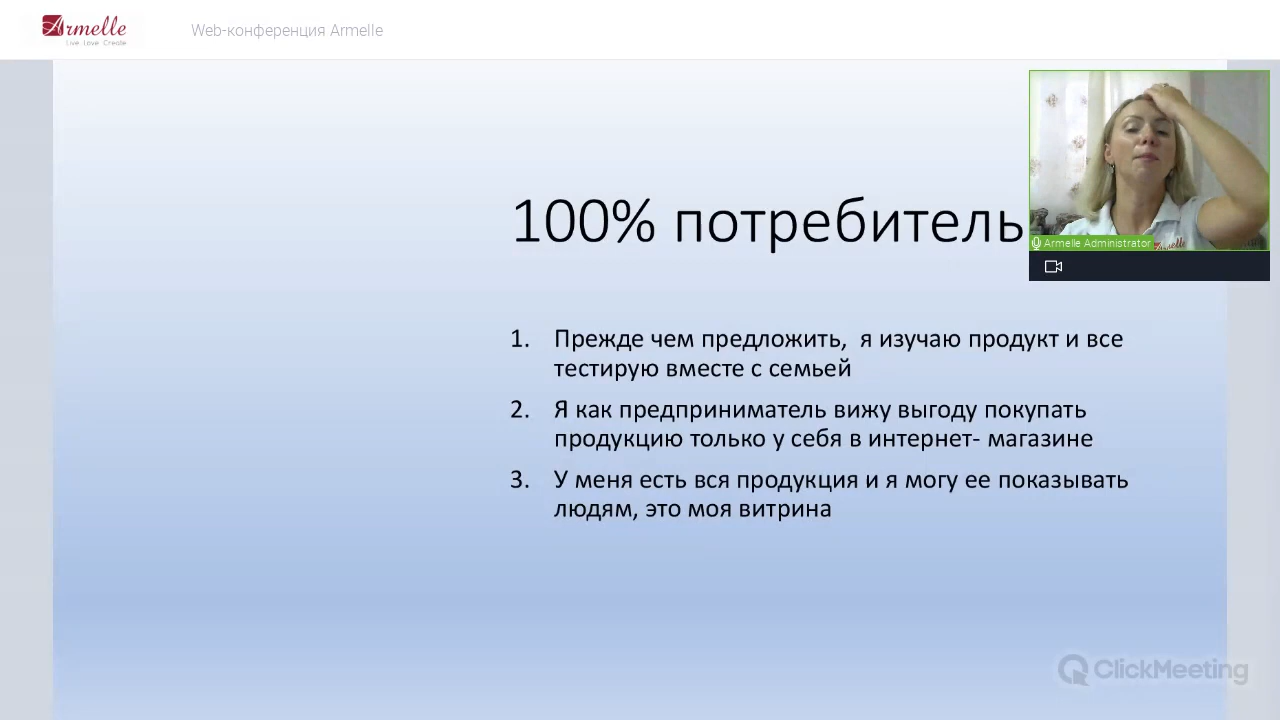 Armelle
Live Love Create
Web-конференция Armelle
100% потребитель
Armelle Administrator
1. Прежде чем предложить, я изучаю продукт и все
тестирую вместе с семьей
2. Я как предприниматель вижу выгоду покупать
продукцию только у себя в интернет- магазине
3. У меня есть вся продукция и я могу ее показывать
людям, это моя витрина
ClickMeeting